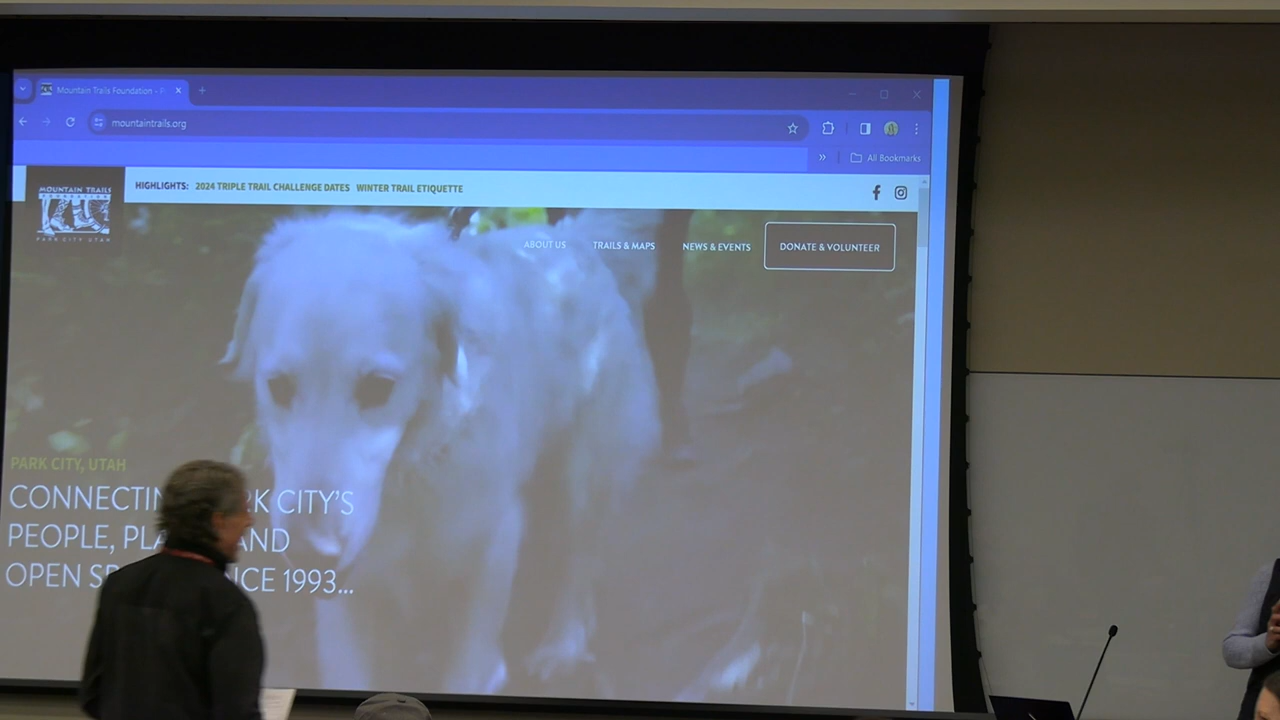 Mountain Trails Foundation - P
mountaintrails.org
All Bookmarks
MOUNTAIN TRAILS
FOUNDATION
PARK CITY, UTAH
HIGHLIGHTS: 2024 TRIPLE TRAIL CHALLENGE DATES WINTER TRAIL ETIQUETTE
ABOUT US TRAILS & MAPS NEWS & EVENTS DONATE & VOLUNTEER
PARK CITY, UTAH
CONNECTIN RK CITY'S
PEOPLE, PLA AND
OPEN SP NCE 1993...